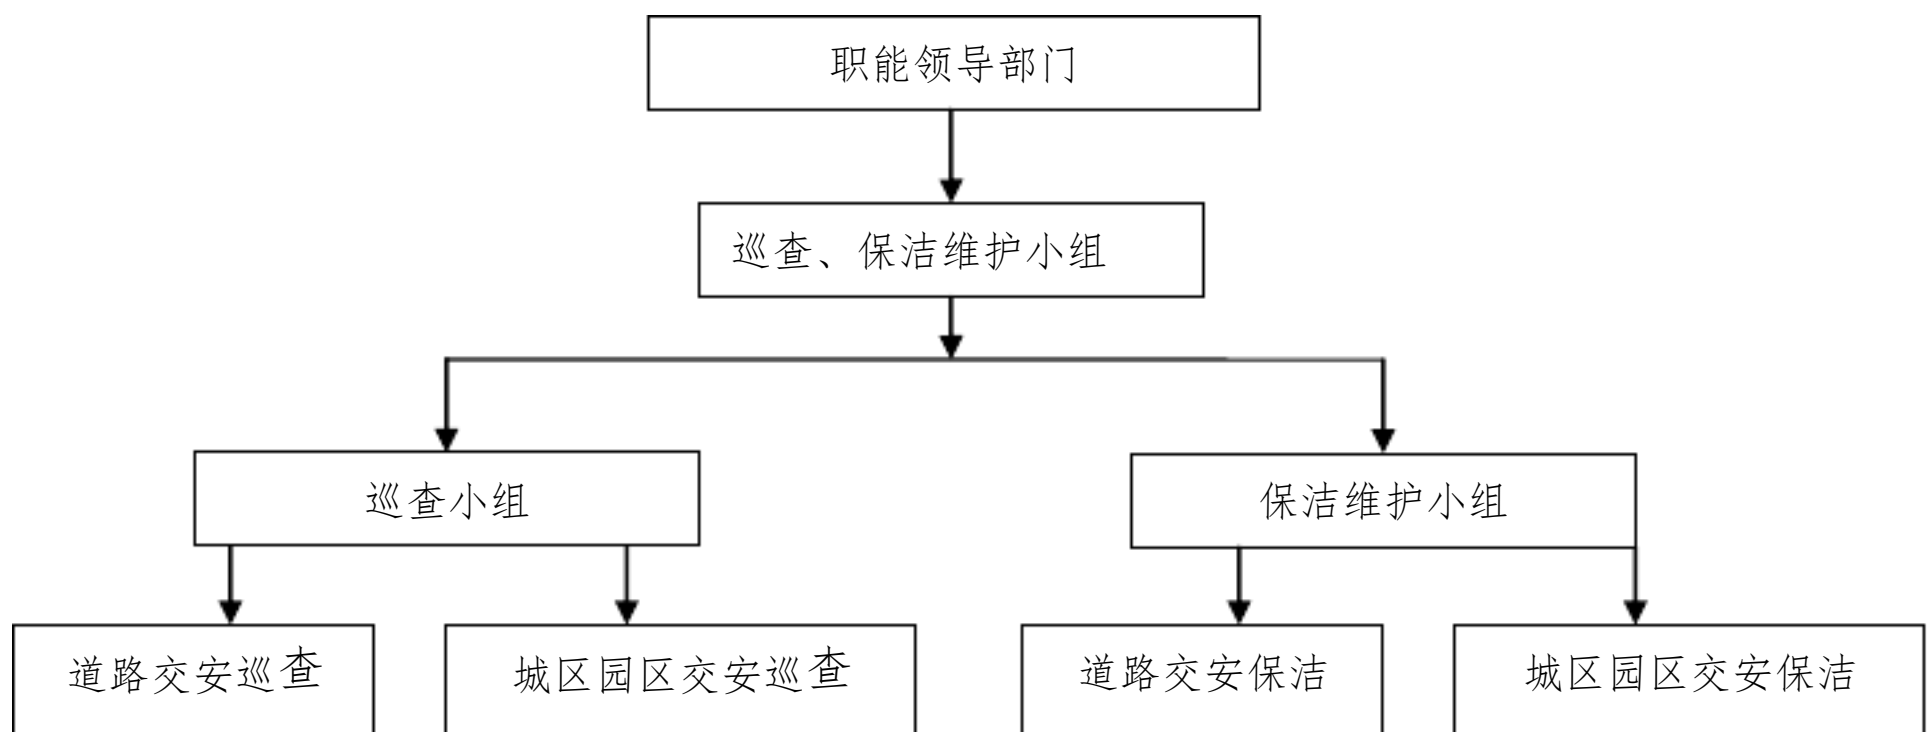 职能领导部门
巡查、保洁维护小组
巡查小组
保洁维护小组
道路交安巡查
城区园区交安巡查
道路交安保洁
城区园区交安保洁